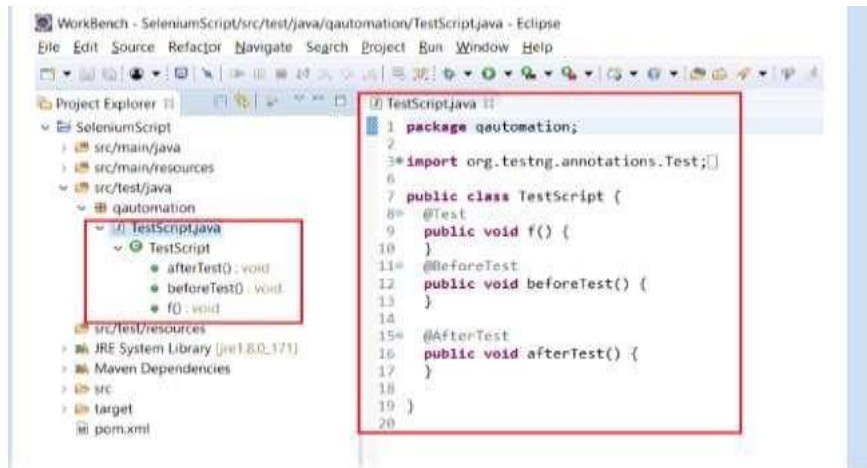 WorkBench - SeleniumScript/src/test/java/qautomation/TestScript.java - Eclipse
File Edit Source Refactor Navigate Search Project Run Window Help
Project Explorer
SeleniumScript
src/main/java
src/main/resources
src/test/java
qautomation
TestScript.java
TestScript
afterTest() : void
beforeTest() : void
f() : void
src/test/resources
JRE System Library [jre1.8.0_171]
Maven Dependencies
src
target
pom.xml
TestScript.java
1 package qautomation;
2
3 import org.testng.annotations.Test;
6
7 public class TestScript {
8 @Test
9 public void f() {
10 }
11 @BeforeTest
12 public void beforeTest() {
13 }
14
15 @AfterTest
16 public void afterTest() {
17 }
18
19 }
20